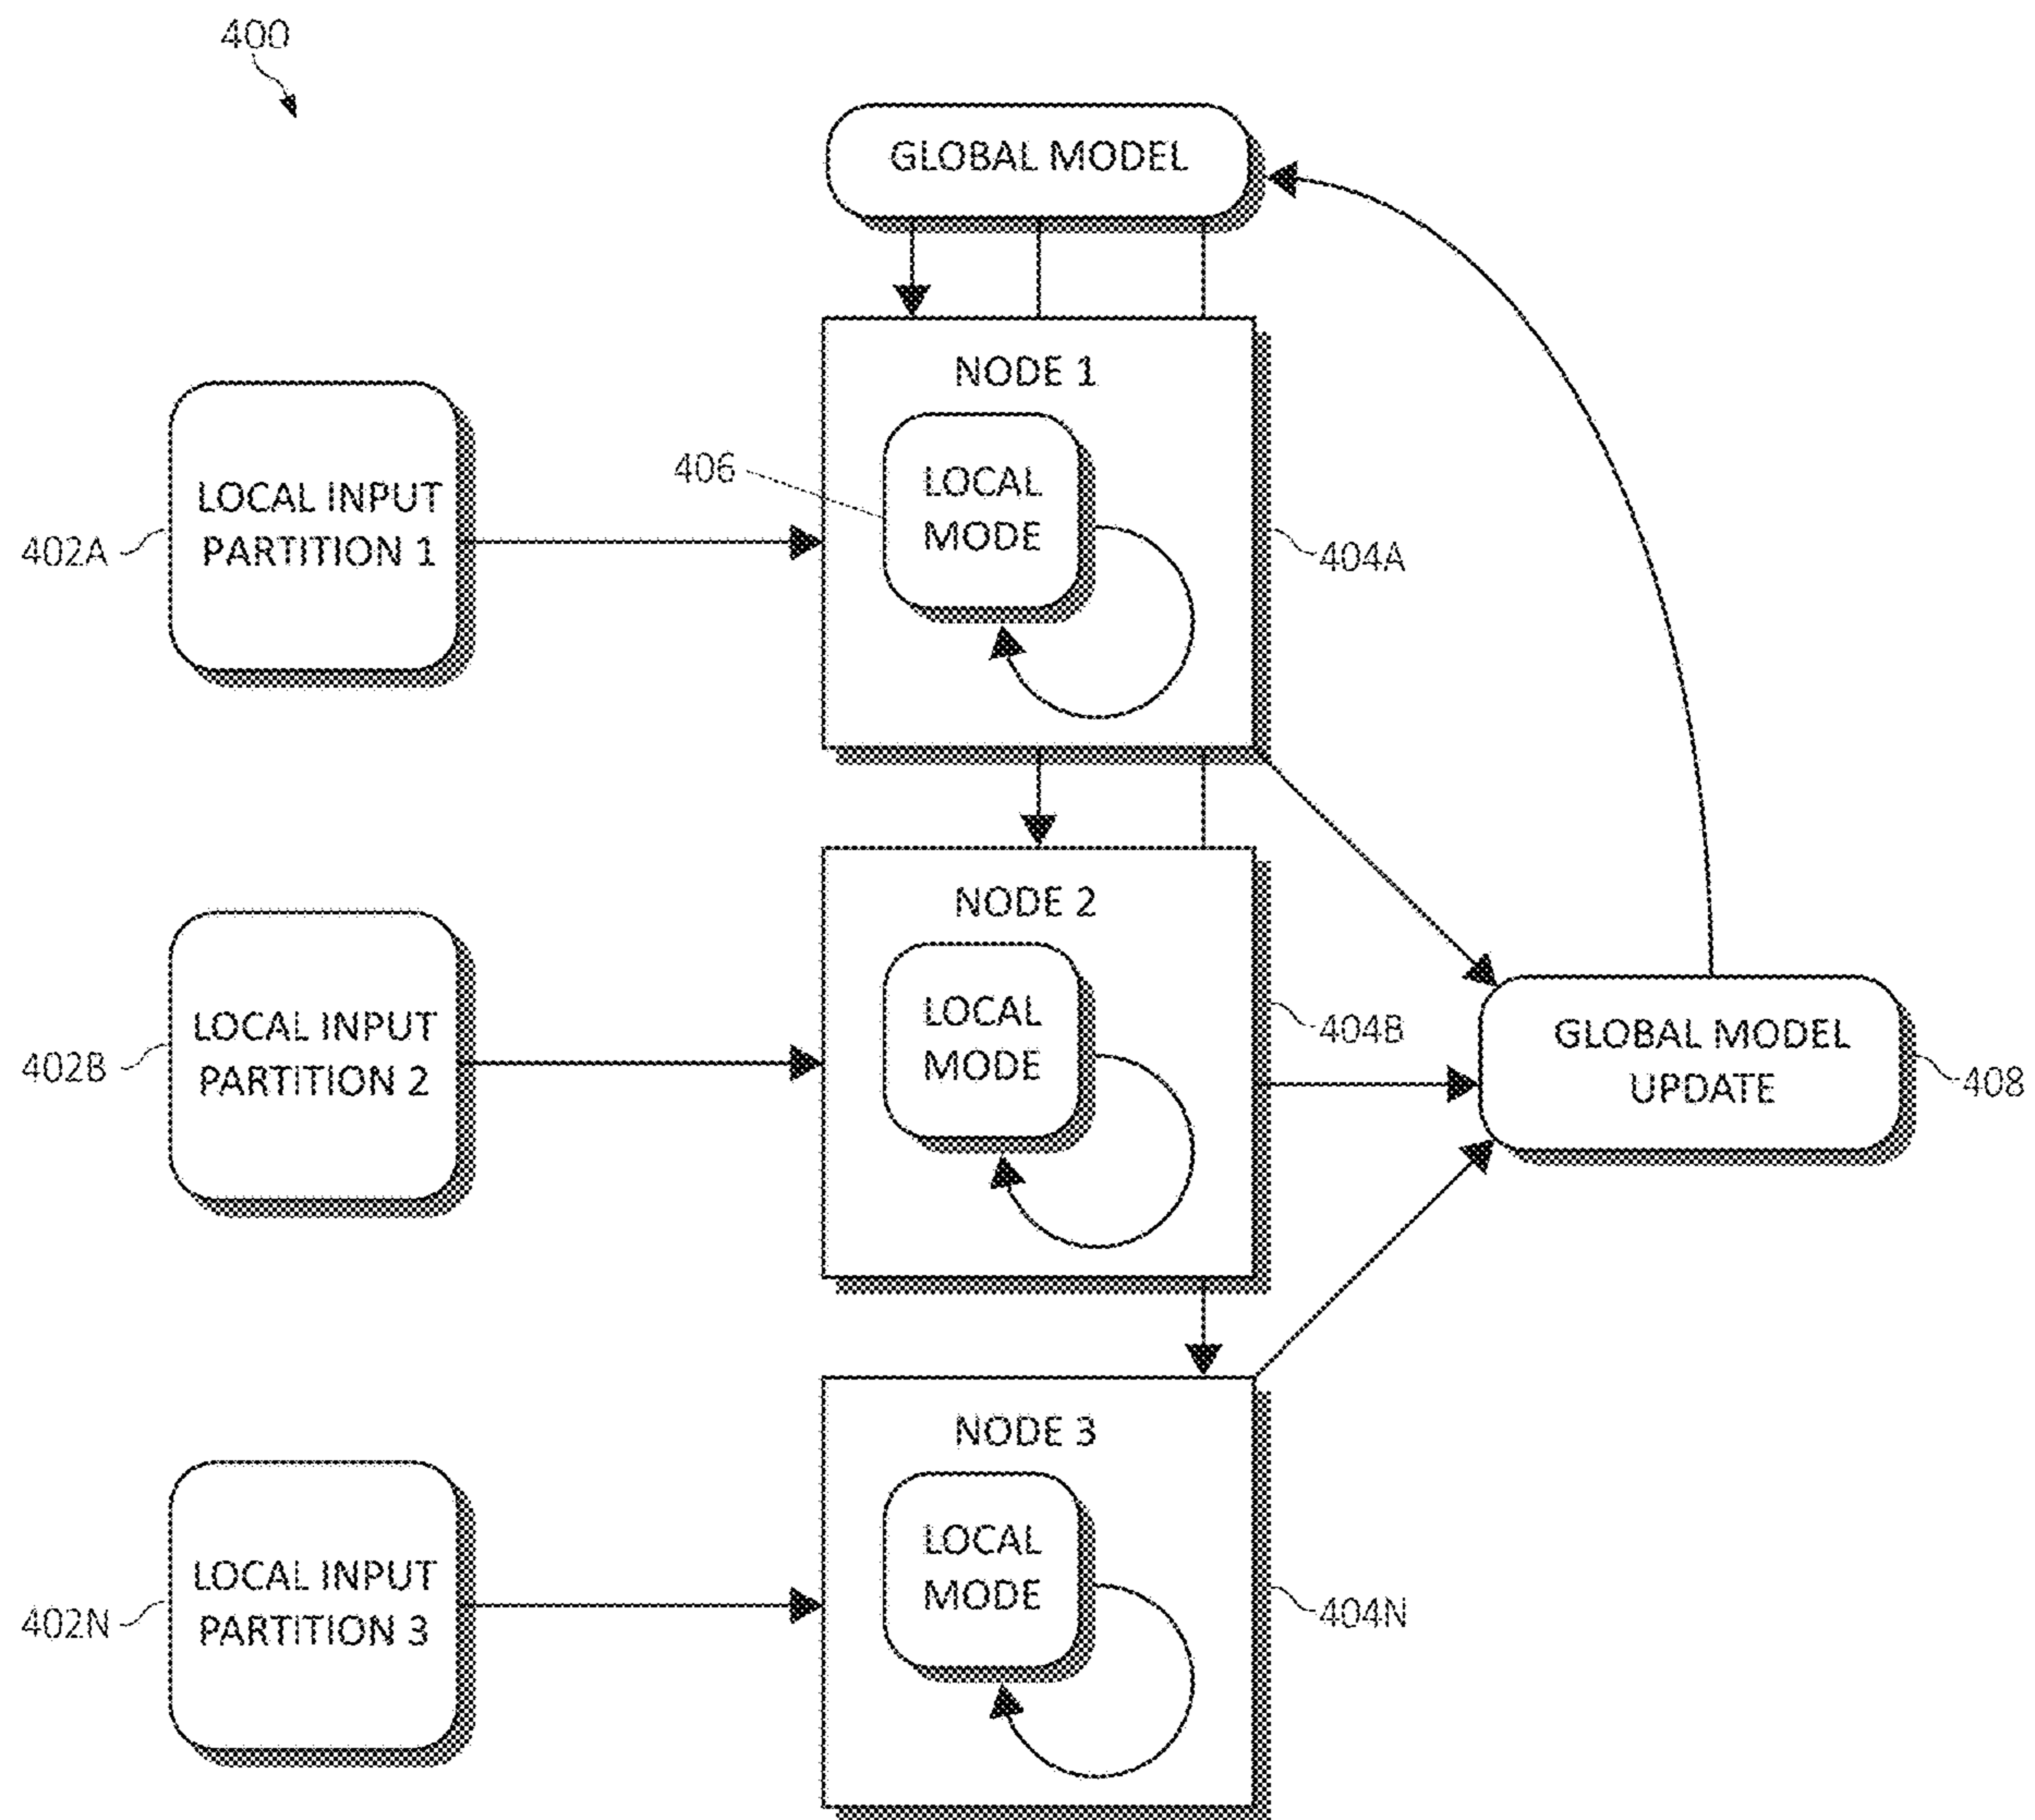 400
GLOBAL MODEL
NODE 1
406
LOCAL
MODE
LOCAL INPUT
PARTITION 1
402A
404A
NODE 2
LOCAL
MODE
LOCAL INPUT
PARTITION 2
402B
404B
GLOBAL MODEL
UPDATE
408
NODE 3
LOCAL
MODE
LOCAL INPUT
PARTITION 3
402N
404N